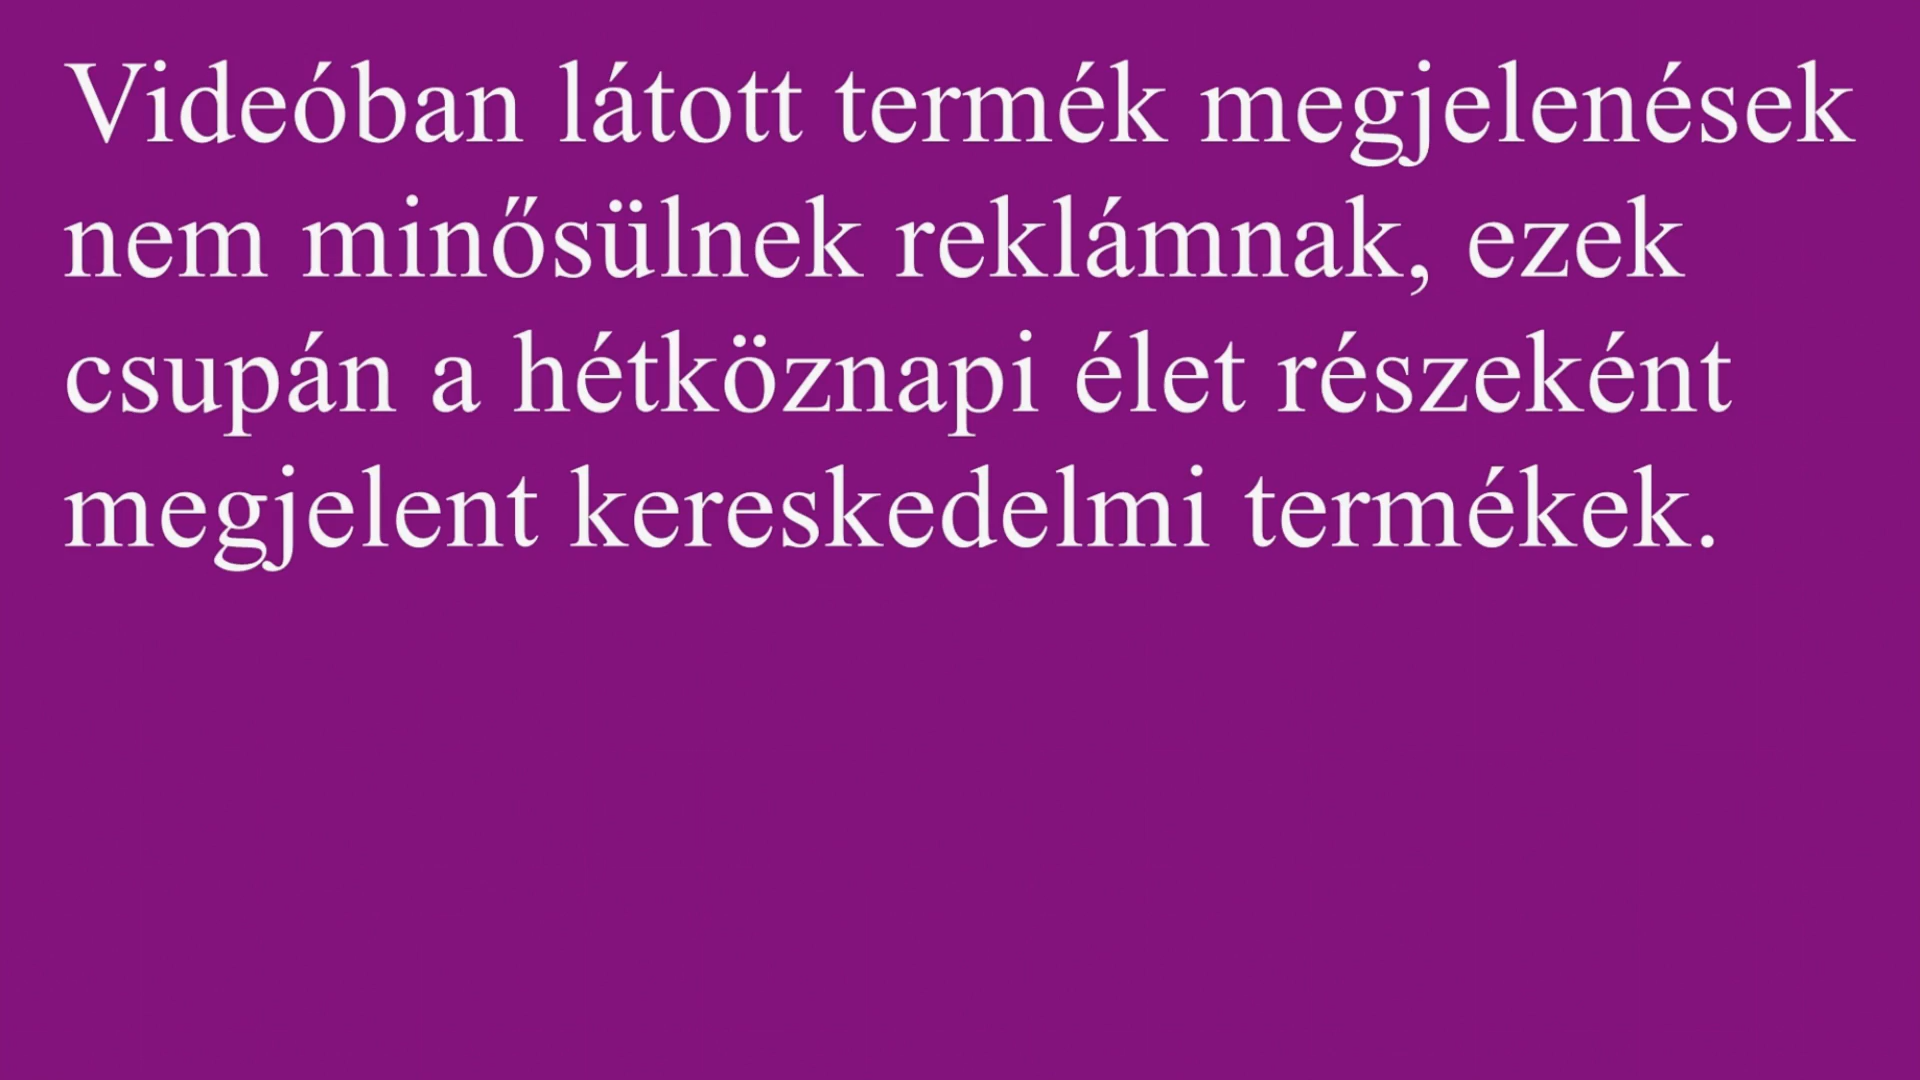 Videóban látott termék megjelenések
nem minősülnek reklámnak, ezek
csupán a hétköznapi élet részeként
megjelent kereskedelmi termékek.